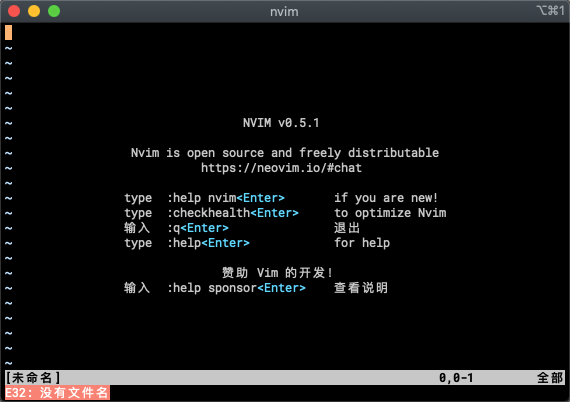 nvim
⌥⌘1
~
~
~
~
~
~
NVIM v0.5.1
~
~
Nvim is open source and freely distributable
~ https://neovim.io/#chat
~
~ type :help nvim<Enter> if you are new!
~ type :checkhealth<Enter> to optimize Nvim
~ 输入 :q<Enter> 退出
~ type :help<Enter> for help
~
~ 赞助 Vim 的开发!
~ 输入 :help sponsor<Enter> 查看说明
~
~
~
~
~
[未命名] 0,0-1 全部
E32: 没有文件名